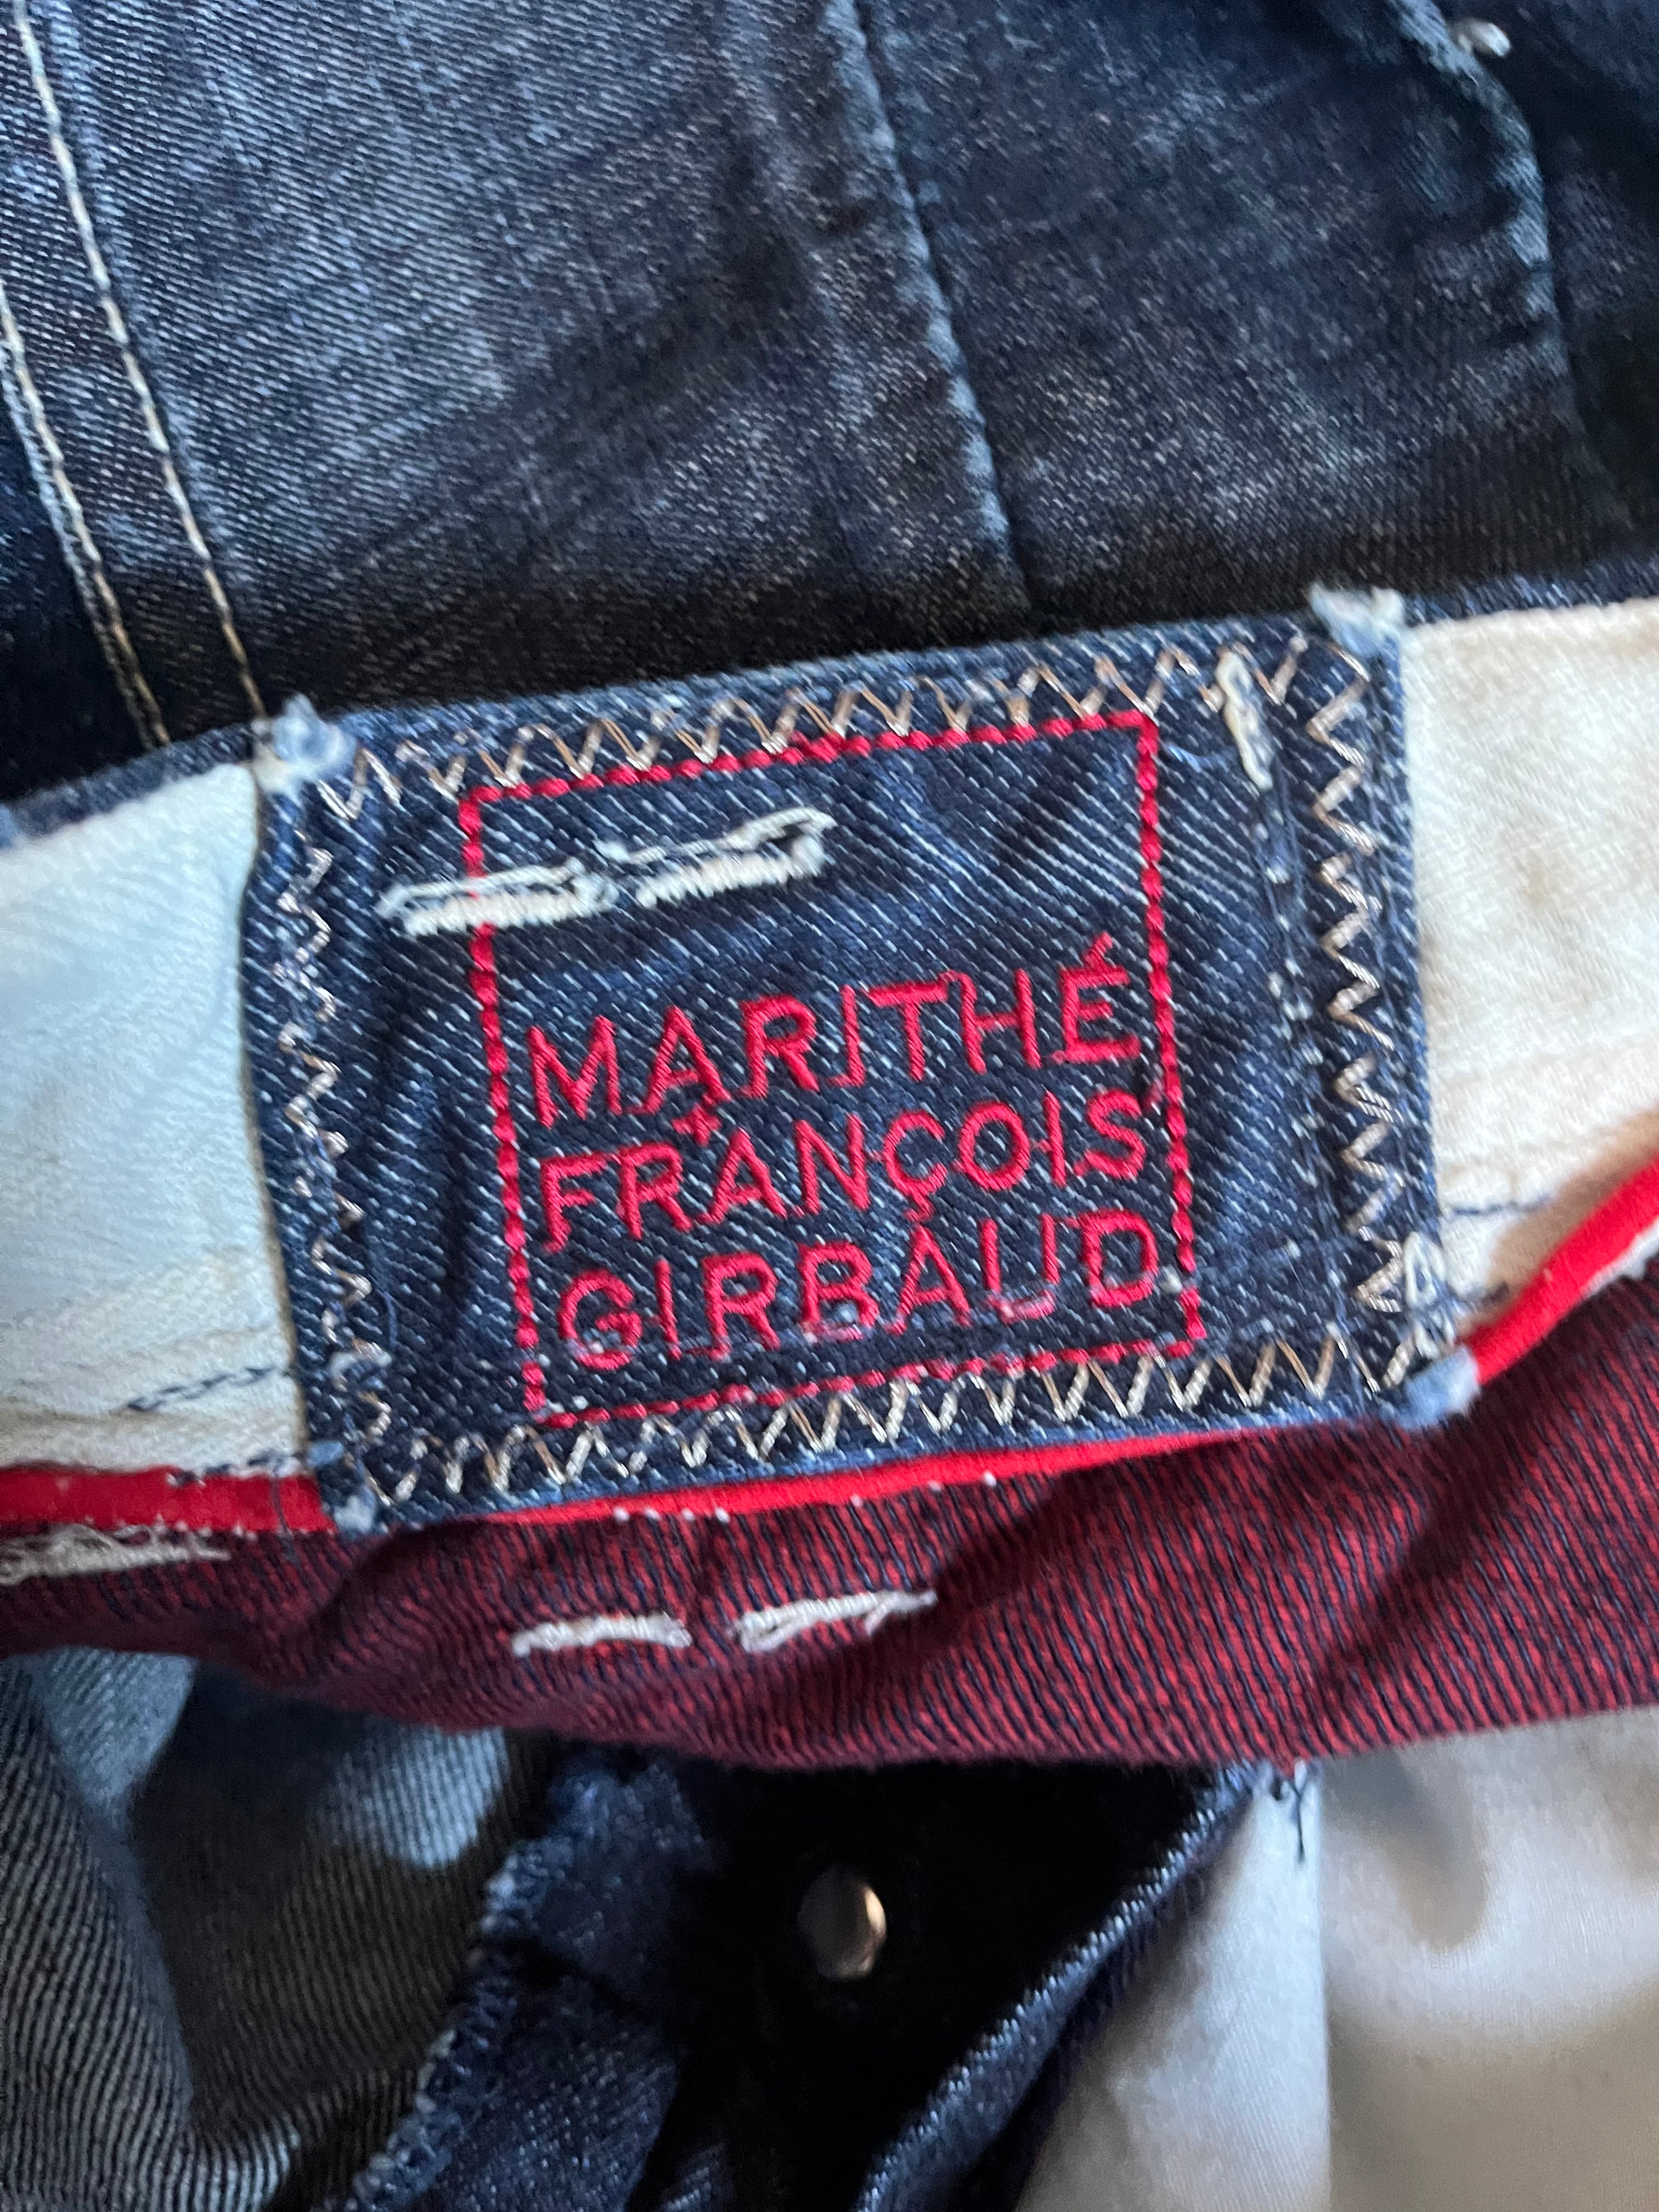 MARITHÉ
+
FRANÇOIS
GIRBAUD